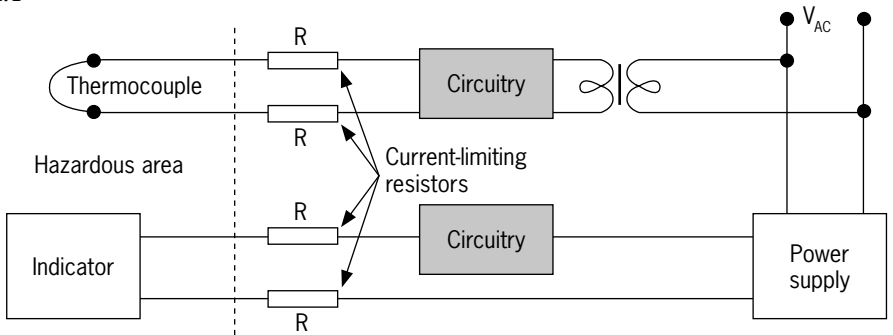 R
V_AC
Thermocouple
Circuitry
R
Hazardous area
Current-limiting
resistors
R
Indicator
Circuitry
Power
supply
R